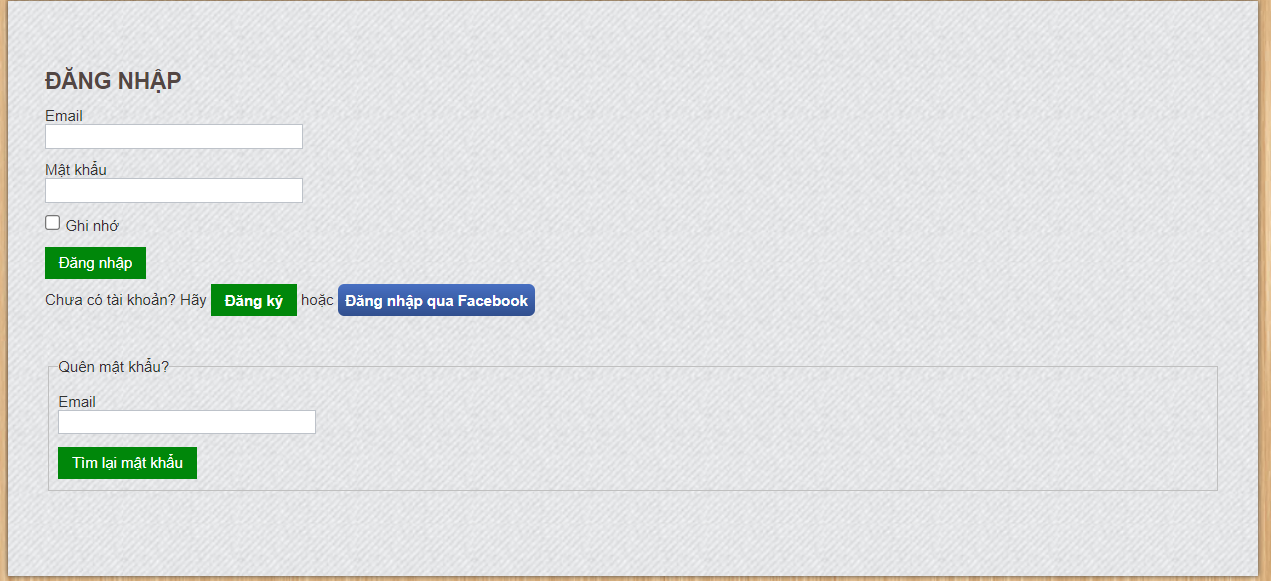 ĐĂNG NHẬP
Email
Mật khẩu
Ghi nhớ
Đăng nhập
Chưa có tài khoản? Hãy Đăng ký hoặc Đăng nhập qua Facebook
Quên mật khẩu?
Email
Tìm lại mật khẩu